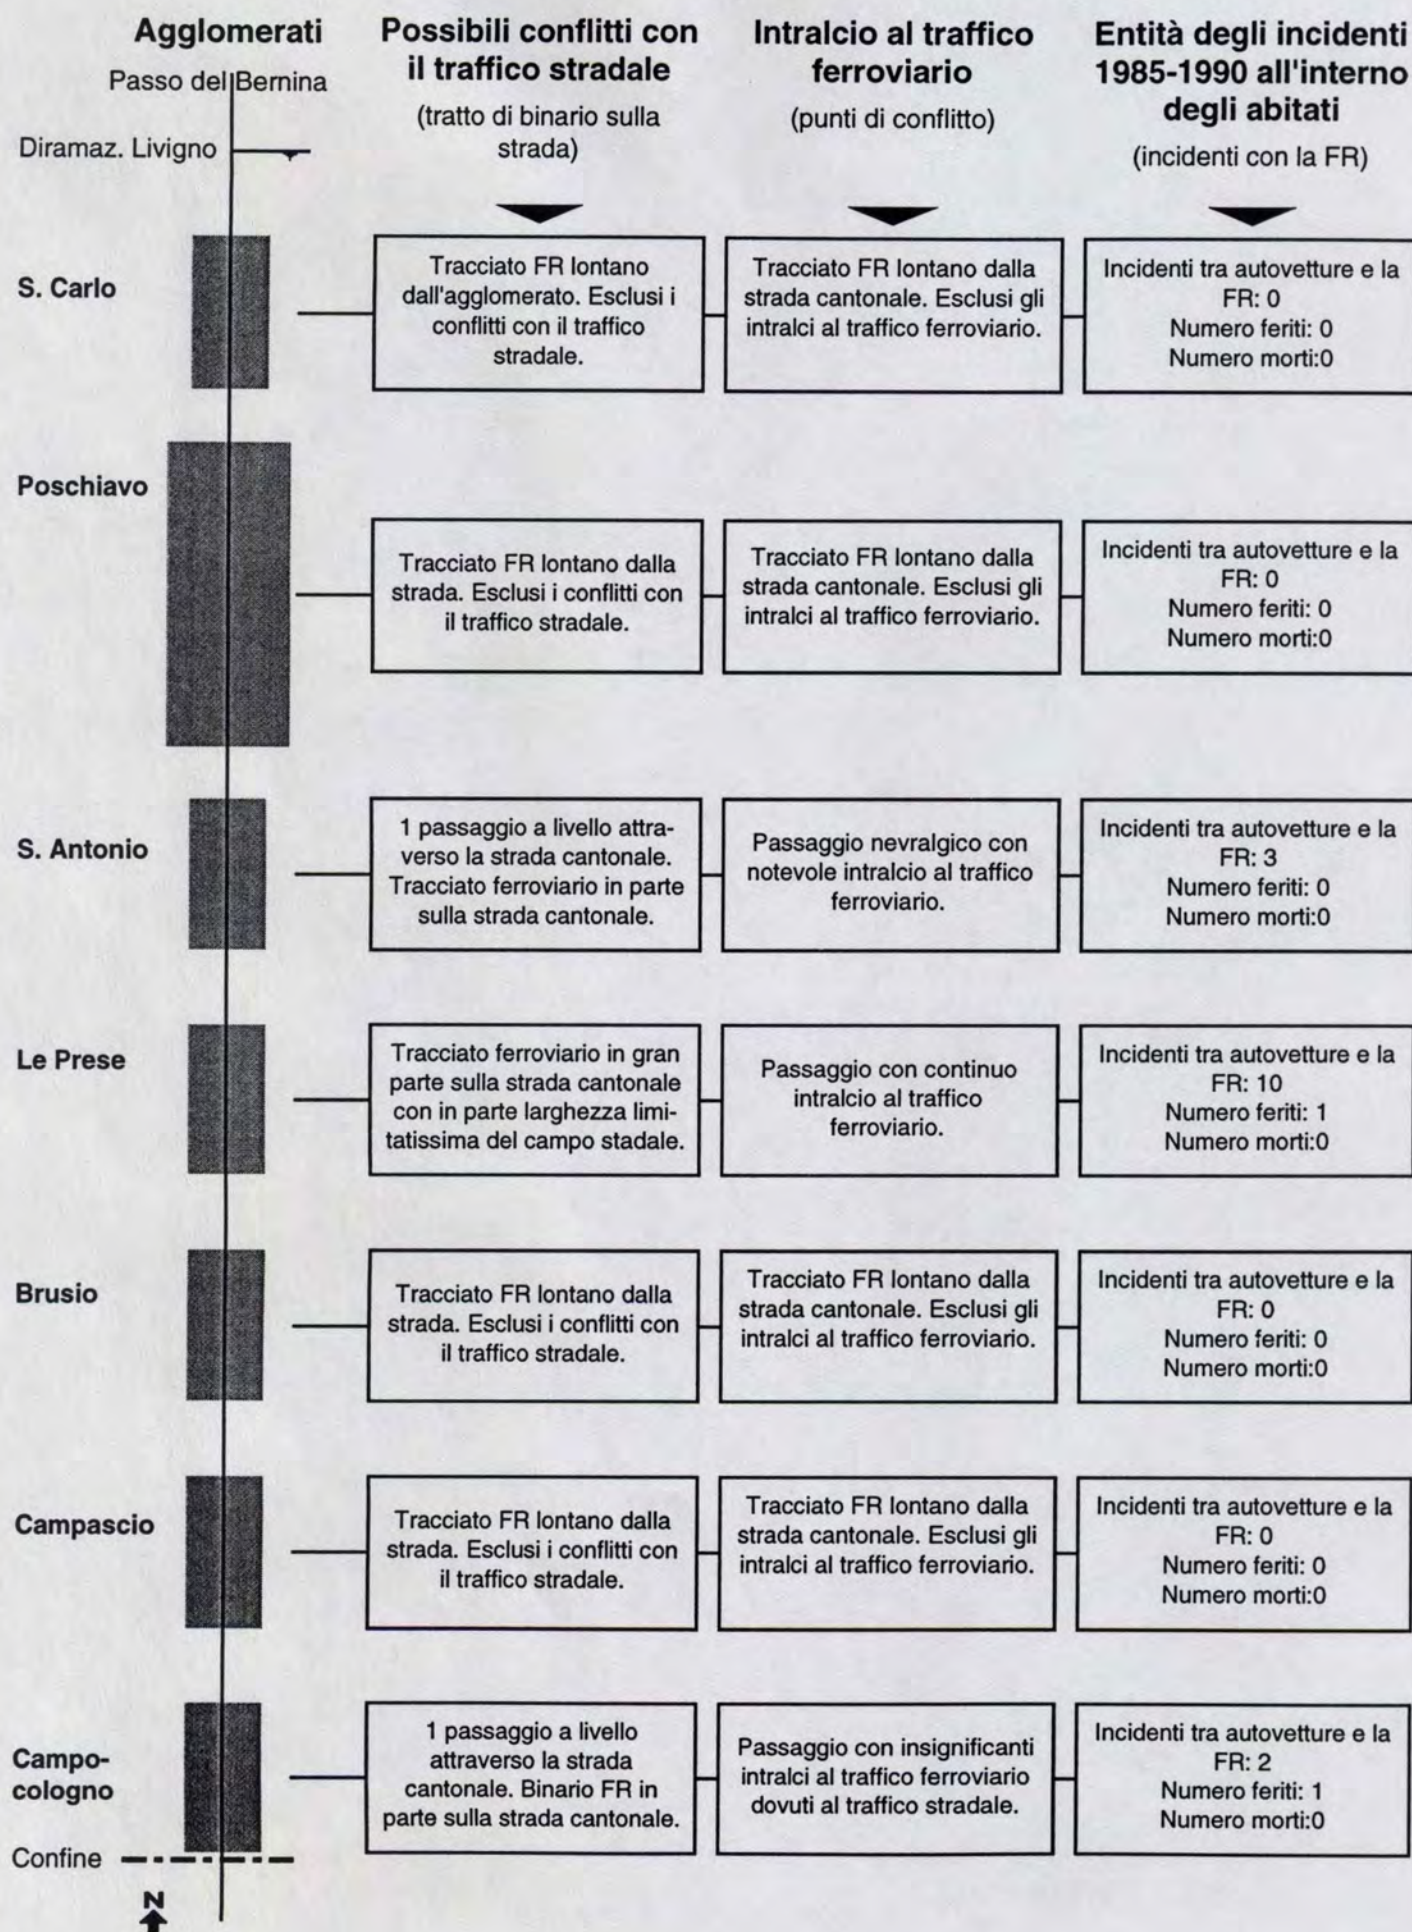 Agglomerati
Passo del Bernina
Diramaz. Livigno
Possibili conflitti con
il traffico stradale
(tratto di binario sulla
strada)
Intralcio al traffico
ferroviario
(punti di conflitto)
Entità degli incidenti
1985-1990 all'interno
degli abitati
(incidenti con la FR)
S. Carlo
Tracciato FR lontano
dall'agglomerato. Esclusi i
conflitti con il traffico
stradale.
Tracciato FR lontano dalla
strada cantonale. Esclusi gli
intralci al traffico ferroviario.
Incidenti tra autovetture e la
FR: 0
Numero feriti: 0
Numero morti:0
Poschiavo
Tracciato FR lontano dalla
strada. Esclusi i conflitti con
il traffico stradale.
Tracciato FR lontano dalla
strada cantonale. Esclusi gli
intralci al traffico ferroviario.
Incidenti tra autovetture e la
FR: 0
Numero feriti: 0
Numero morti:0
S. Antonio
1 passaggio a livello attra-
verso la strada cantonale.
Tracciato ferroviario in parte
sulla strada cantonale.
Passaggio nevralgico con
notevole intralcio al traffico
ferroviario.
Incidenti tra autovetture e la
FR: 3
Numero feriti: 0
Numero morti:0
Le Prese
Tracciato ferroviario in gran
parte sulla strada cantonale
con in parte larghezza limi-
tatissima del campo stadale.
Passaggio con continuo
intralcio al traffico
ferroviario.
Incidenti tra autovetture e la
FR: 10
Numero feriti: 1
Numero morti:0
Brusio
Tracciato FR lontano dalla
strada. Esclusi i conflitti con
il traffico stradale.
Tracciato FR lontano dalla
strada cantonale. Esclusi gli
intralci al traffico ferroviario.
Incidenti tra autovetture e la
FR: 0
Numero feriti: 0
Numero morti:0
Campascio
Tracciato FR lontano dalla
strada. Esclusi i conflitti con
il traffico stradale.
Tracciato FR lontano dalla
strada cantonale. Esclusi gli
intralci al traffico ferroviario.
Incidenti tra autovetture e la
FR: 0
Numero feriti: 0
Numero morti:0
Campo-
cologno
1 passaggio a livello
attraverso la strada
cantonale. Binario FR in
parte sulla strada cantonale.
Passaggio con insignificanti
intralci al traffico ferroviario
dovuti al traffico stradale.
Incidenti tra autovetture e la
FR: 2
Numero feriti: 1
Numero morti:0
Confine
N